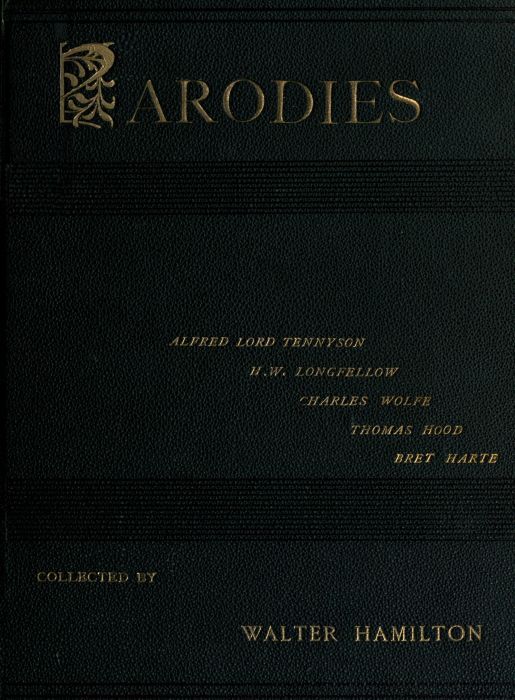 PARODIES
ALFRED LORD TENNYSON
H.W. LONGFELLOW
CHARLES WOLFE
THOMAS HOOD
BRET HARTE
COLLECTED BY
WALTER HAMILTON